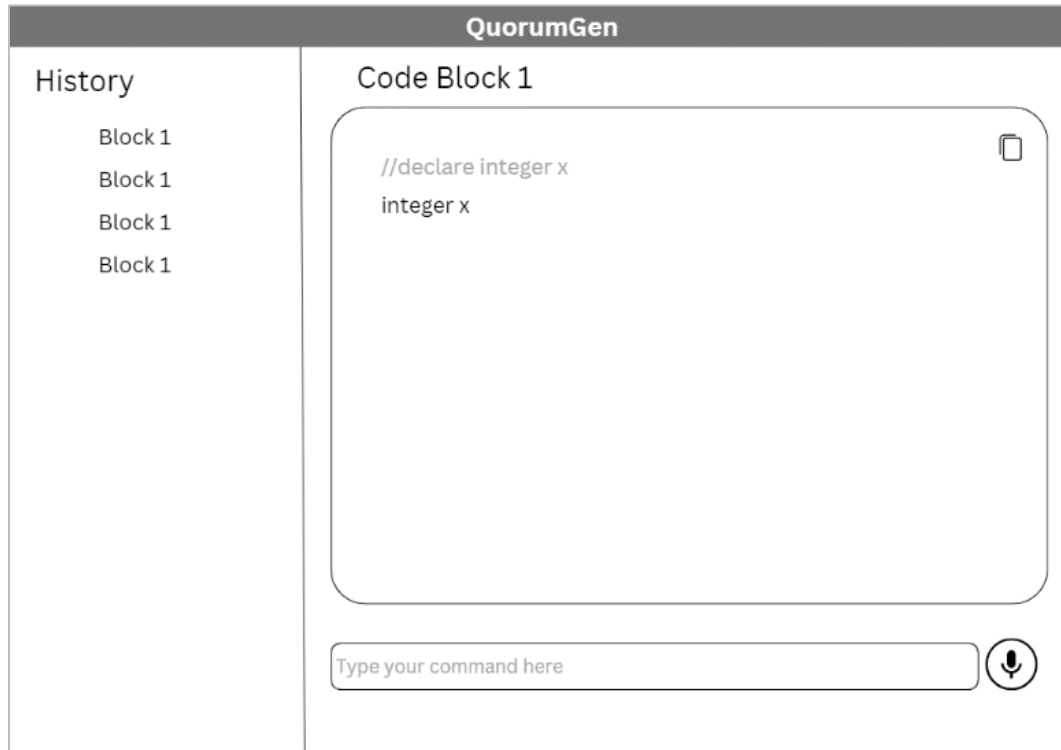 QuorumGen
History
Block 1
Block 1
Block 1
Block 1
Code Block 1
//declare integer x
integer x
Type your command here